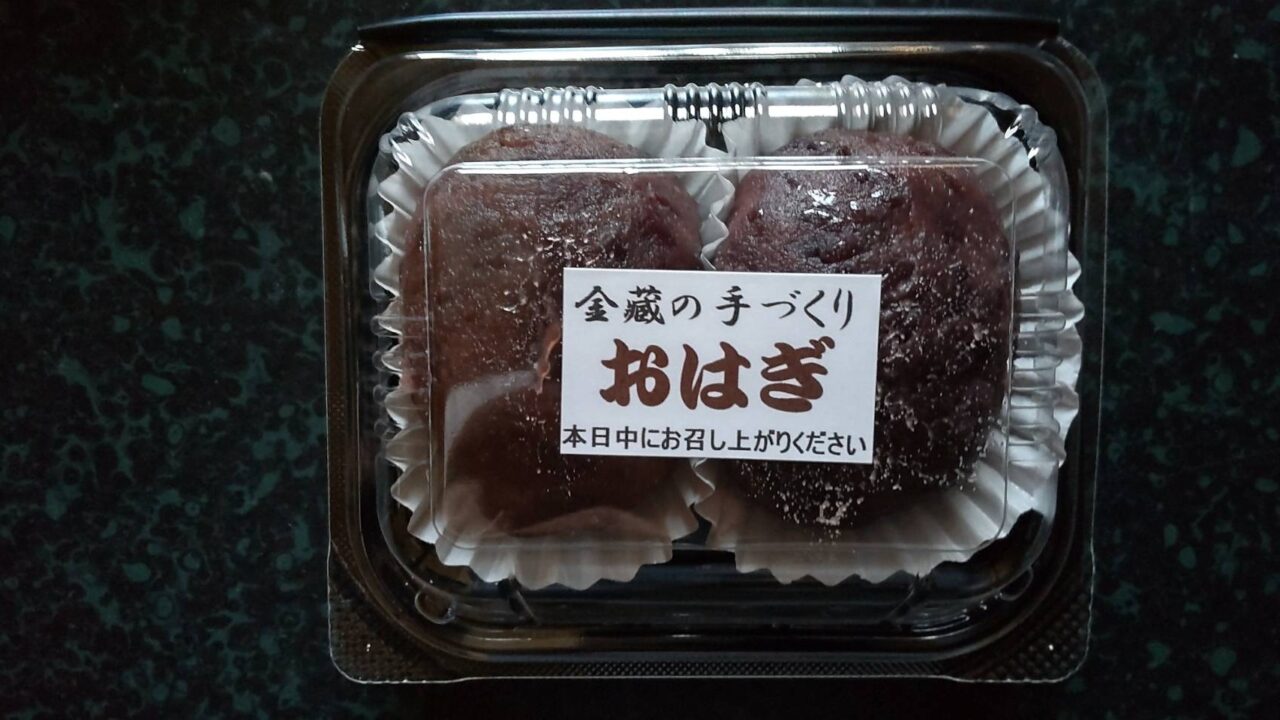 金蔵の手づくり
おはぎ
本日中にお召し上がりください